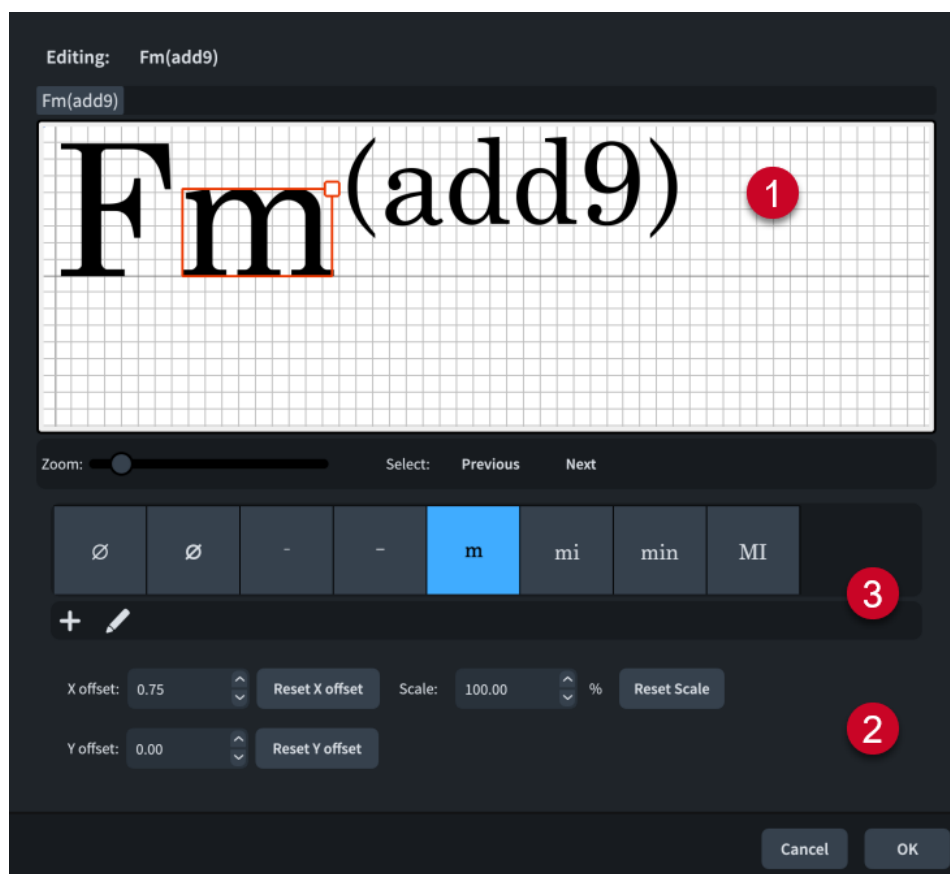 Editing: Fm(add9)
Fm(add9)
Fm(add9)
1
Zoom: Select: Previous Next
Ø Ø - – m mi min MI
3
X offset: 0.75 Reset X offset Scale: 100.00 % Reset Scale
2
Y offset: 0.00 Reset Y offset
Cancel OK